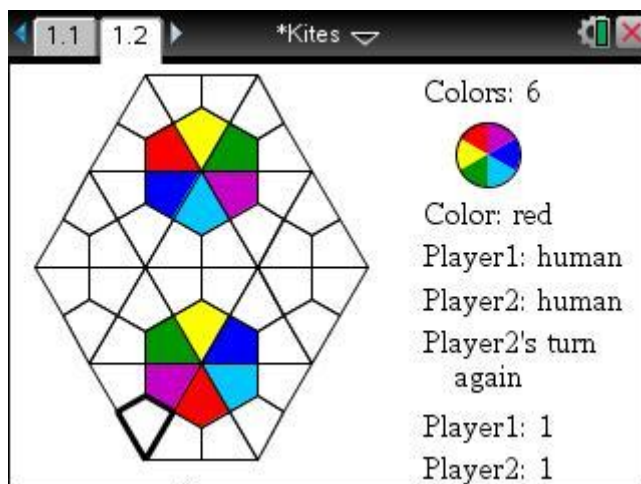 1.1 1.2 *Kites
Colors: 6
Color: red
Player1: human
Player2: human
Player2's turn
again
Player1: 1
Player2: 1